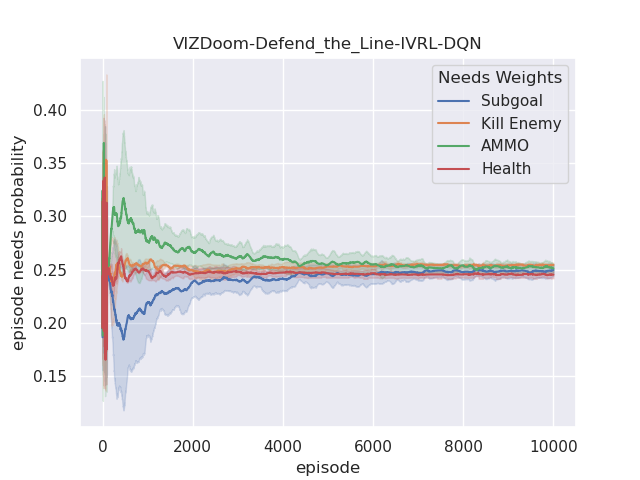 VIZDoom-Defend_the_Line-IVRL-DQN
Needs Weights
Subgoal
Kill Enemy
AMMO
Health
episode needs probability
0.40
0.35
0.30
0.25
0.20
0.15
0 2000 4000 6000 8000 10000
episode